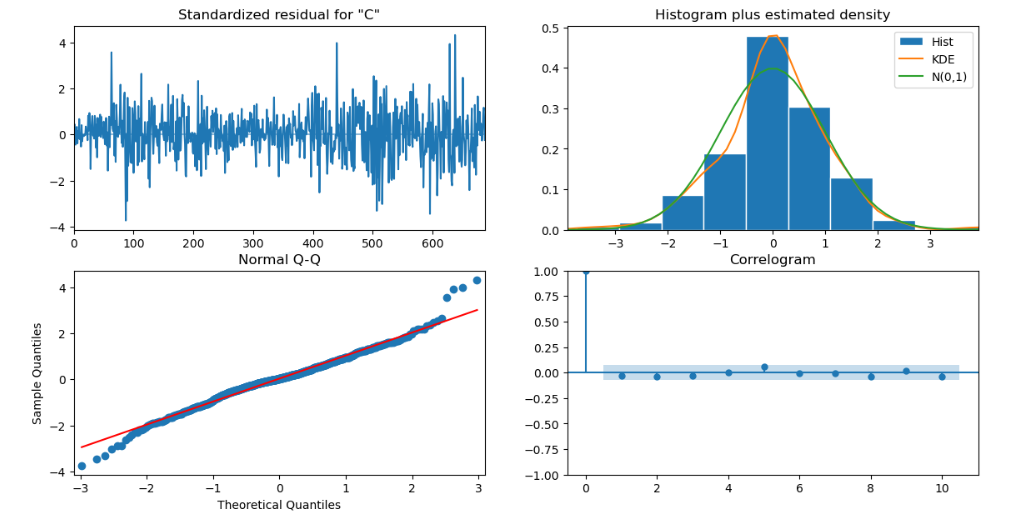 Standardized residual for "C"
4
2
0
−2
−4
0 100 200 300 400 500 600
Histogram plus estimated density
0.5
0.4
0.3
0.2
0.1
0.0
−3 −2 −1 0 1 2 3
Hist
KDE
N(0,1)
Normal Q-Q
Sample Quantiles
4
2
0
−2
−4
−3 −2 −1 0 1 2 3
Theoretical Quantiles
Correlogram
1.00
0.75
0.50
0.25
0.00
−0.25
−0.50
−0.75
−1.00
0 2 4 6 8 10